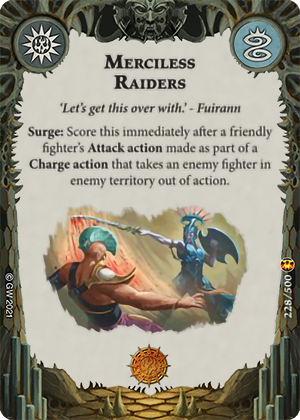 MERCILESS
RAIDERS
'Let's get this over with.' - Fuirann
Surge: Score this immediately after a friendly
fighter's Attack action made as part of a
Charge action that takes an enemy fighter in
enemy territory out of action.
© GW 2021
228/500